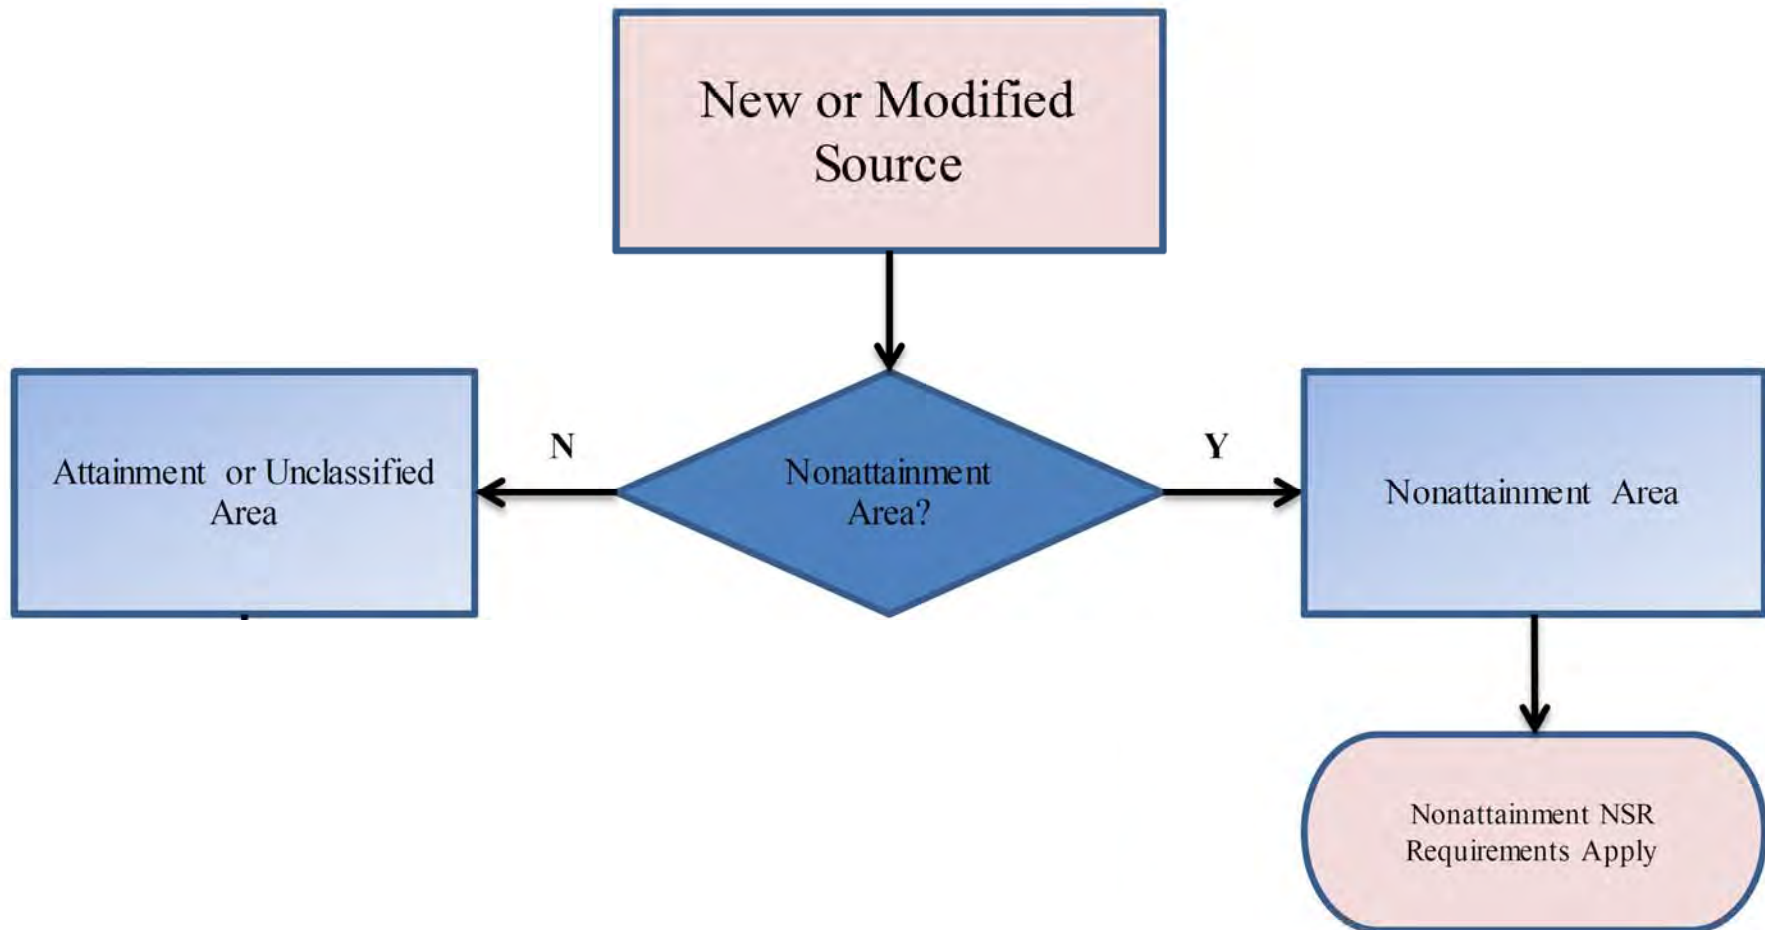 New or Modified
Source
N
Y
Attainment or Unclassified
Area
Nonattainment
Area?
Nonattainment Area
Nonattainment NSR
Requirements Apply